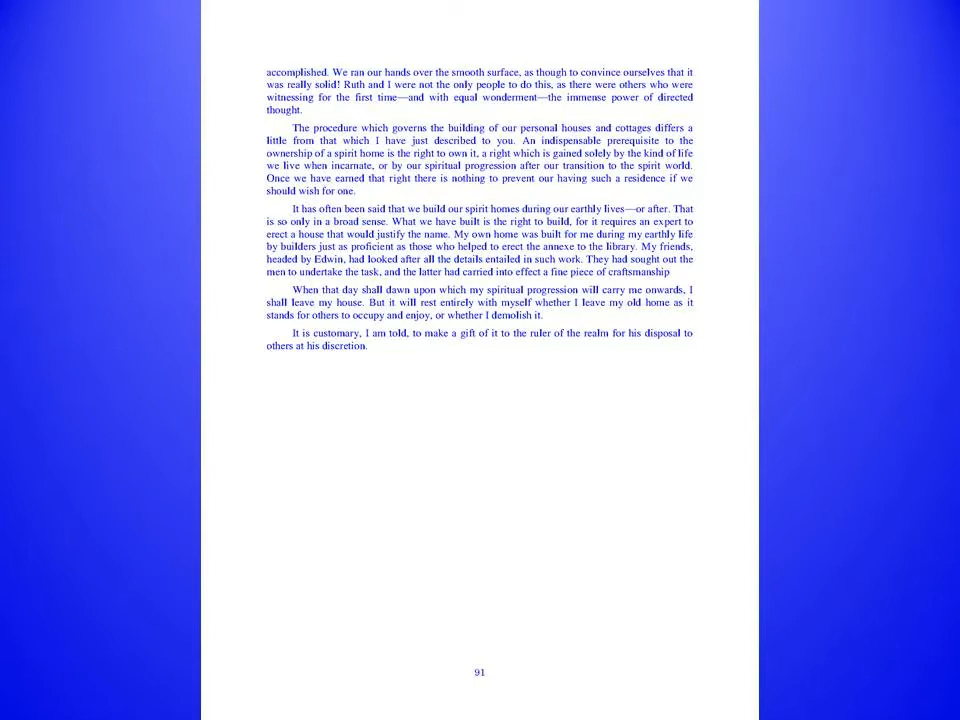 accomplished. We ran our hands over the smooth surface, as though to convince ourselves that it
was really solid! Ruth and I were not the only people to do this, as there were others who were
witnessing for the first time—and with equal wonderment—the immense power of directed
thought.
The procedure which governs the building of our personal houses and cottages differs a
little from that which I have just described to you. An indispensable prerequisite to the
ownership of a spirit home is the right to own it, a right which is gained solely by the kind of life
we live when incarnate, or by our spiritual progression after our transition to the spirit world.
Once we have earned that right there is nothing to prevent our having such a residence if we
should wish for one.
It has often been said that we build our spirit homes during our earthly lives—or after. That
is so only in a broad sense. What we have built is the right to build, for it requires an expert to
erect a house that would justify the name. My own home was built for me during my earthly life
by builders just as proficient as those who helped to erect the annexe to the library. My friends,
headed by Edwin, had looked after all the details entailed in such work. They had sought out the
men to undertake the task, and the latter had carried into effect a fine piece of craftsmanship
When that day shall dawn upon which my spiritual progression will carry me onwards, I
shall leave my house. But it will rest entirely with myself whether I leave my old home as it
stands for others to occupy and enjoy, or whether I demolish it.
It is customary, I am told, to make a gift of it to the ruler of the realm for his disposal to
others at his discretion.
91